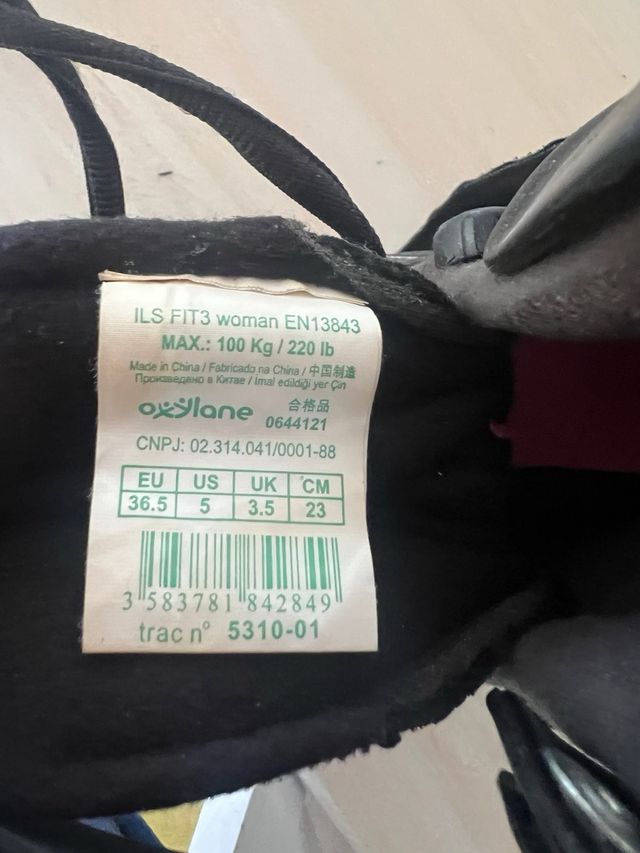 ILS FIT3 woman EN13843
MAX.: 100 Kg / 220 lb
Made in China / Fabricado na China / 中国制造
Произведено в Китае / Imal edildiği yer Çin
oxylane 合格品
0644121
CNPJ: 02.314.041/0001-88
EU US UK CM
36.5 5 3.5 23
3 583781 842849
trac nº 5310-01